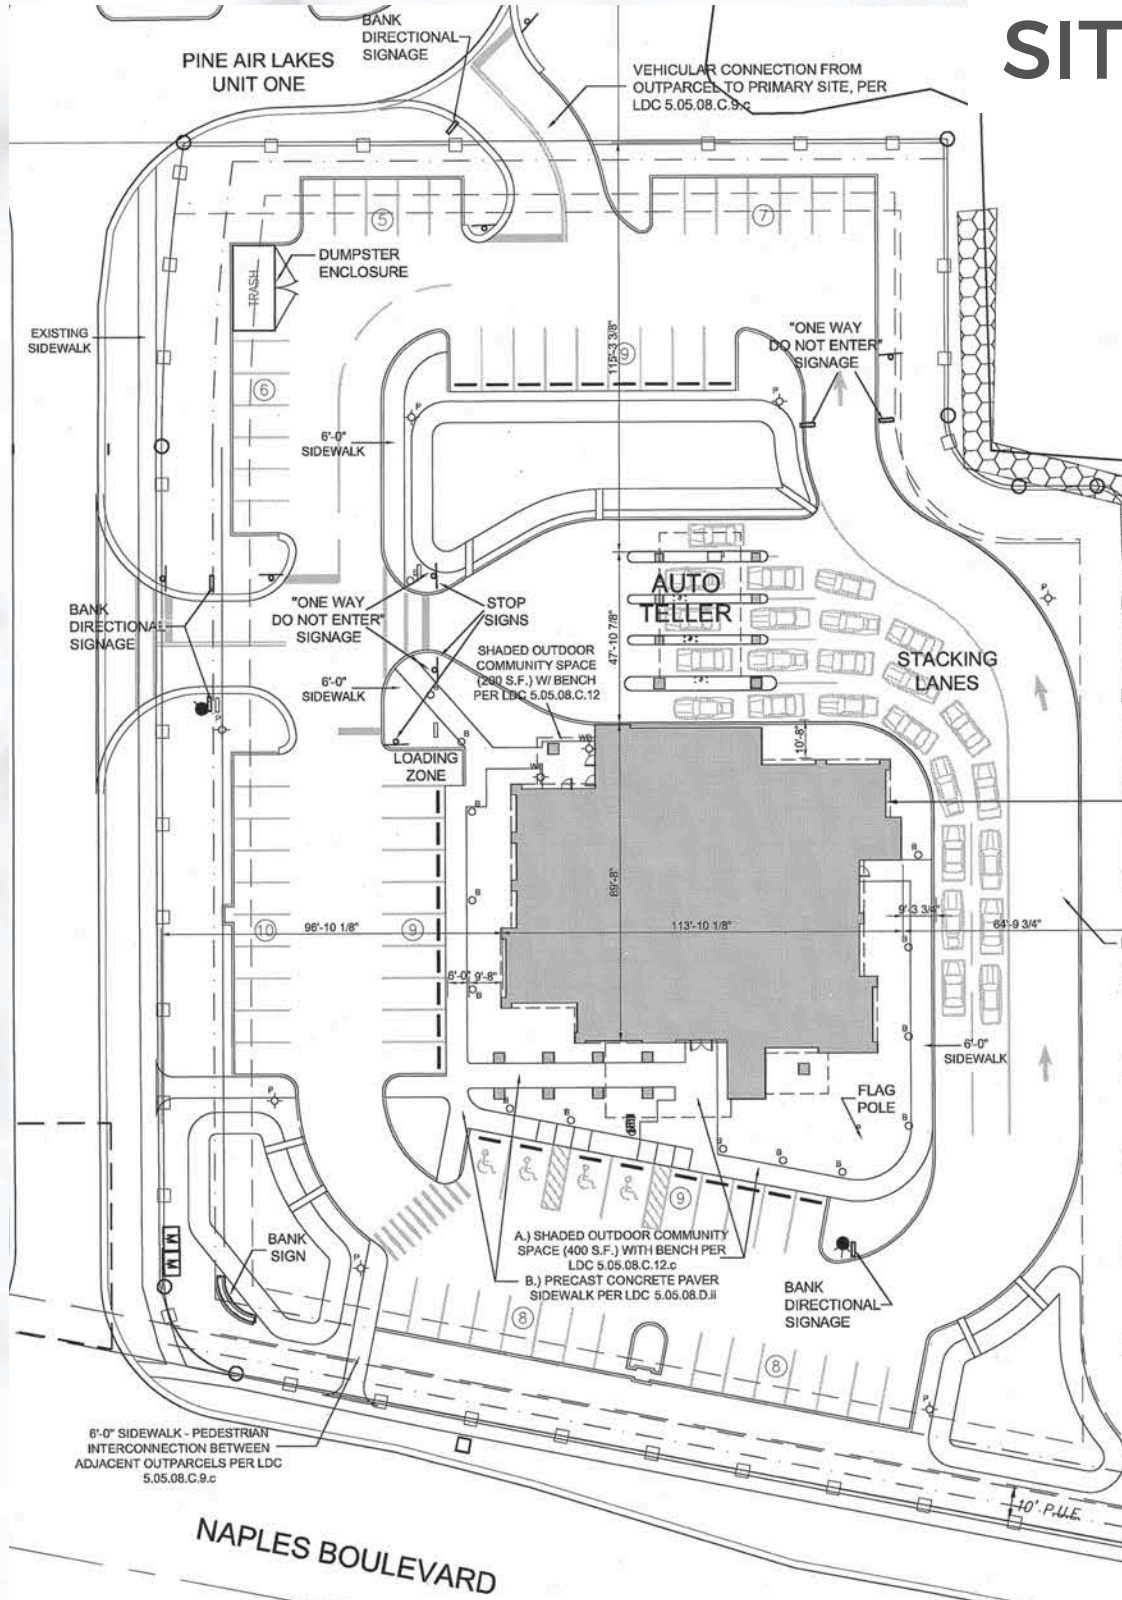 SIT
BANK
DIRECTIONAL
SIGNAGE
PINE AIR LAKES
UNIT ONE
VEHICULAR CONNECTION FROM
OUTPARCEL TO PRIMARY SITE, PER
LDC 5.05.08.C.9.c
5
7
DUMPSTER
ENCLOSURE
TRASH
EXISTING
SIDEWALK
115'-3 3/8"
9
"ONE WAY
DO NOT ENTER"
SIGNAGE
6
P
P
6'-0"
SIDEWALK
AUTO
TELLER
P
BANK
DIRECTIONAL
SIGNAGE
"ONE WAY
DO NOT ENTER"
SIGNAGE
STOP
SIGNS
47'-10 7/8"
SHADED OUTDOOR
COMMUNITY SPACE
(200 S.F.) W/ BENCH
PER LDC 5.05.08.C.12
STACKING
LANES
6'-0"
SIDEWALK
P
B
10'-8"
LOADING
ZONE
B
B
B
89'-8"
9'-3 3/4"
10
96'-10 1/8"
9
113'-10 1/8"
64'-9 3/4"
B
6'-0"
9'-8"
B
B
6'-0"
SIDEWALK
P
FLAG
POLE
B
B
B
B
B
B
9
A.) SHADED OUTDOOR COMMUNITY
SPACE (400 S.F.) WITH BENCH PER
LDC 5.05.08.C.12.c
B.) PRECAST CONCRETE PAVER
SIDEWALK PER LDC 5.05.08.D.ii
BANK
SIGN
P
BANK
DIRECTIONAL
SIGNAGE
8
8
P
6'-0" SIDEWALK - PEDESTRIAN
INTERCONNECTION BETWEEN
ADJACENT OUTPARCELS PER LDC
5.05.08.C.9.c
10' P.U.E.
NAPLES BOULEVARD